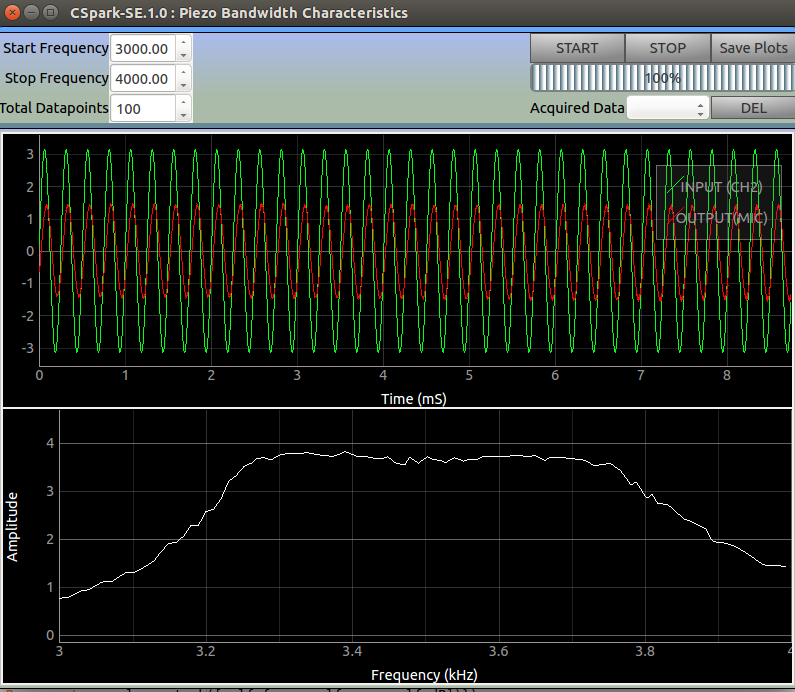 CSpark-SE.1.0 : Piezo Bandwidth Characteristics
Start Frequency 3000.00 START STOP Save Plots
Stop Frequency 4000.00 100%
Total Datapoints 100 Acquired Data DEL
3
2
1
0
-1
-2
-3
INPUT (CH2)
OUTPUT(MIC)
0 1 2 3 4 5 6 7 8
Time (mS)
Amplitude
4
3
2
1
0
3 3.2 3.4 3.6 3.8 4
Frequency (kHz)